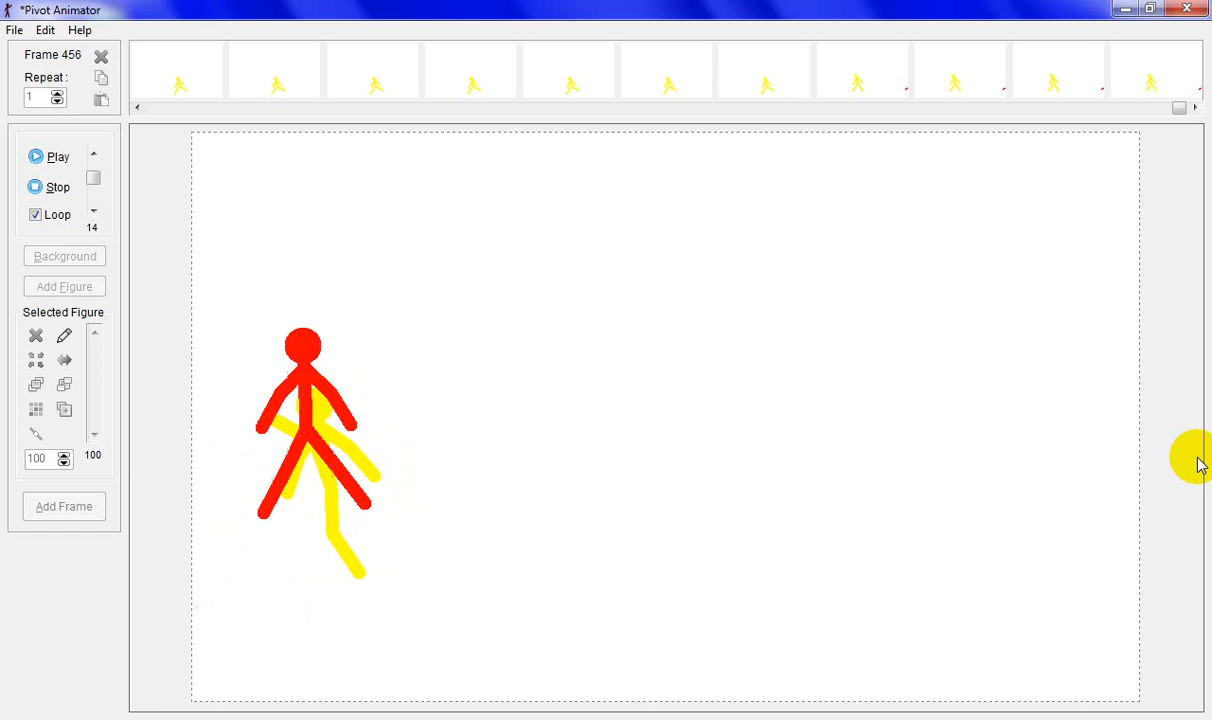 *Pivot Animator
File Edit Help
Frame 456
Repeat:
1
Play
Stop
Loop
14
Background
Add Figure
Selected Figure
100
100
Add Frame